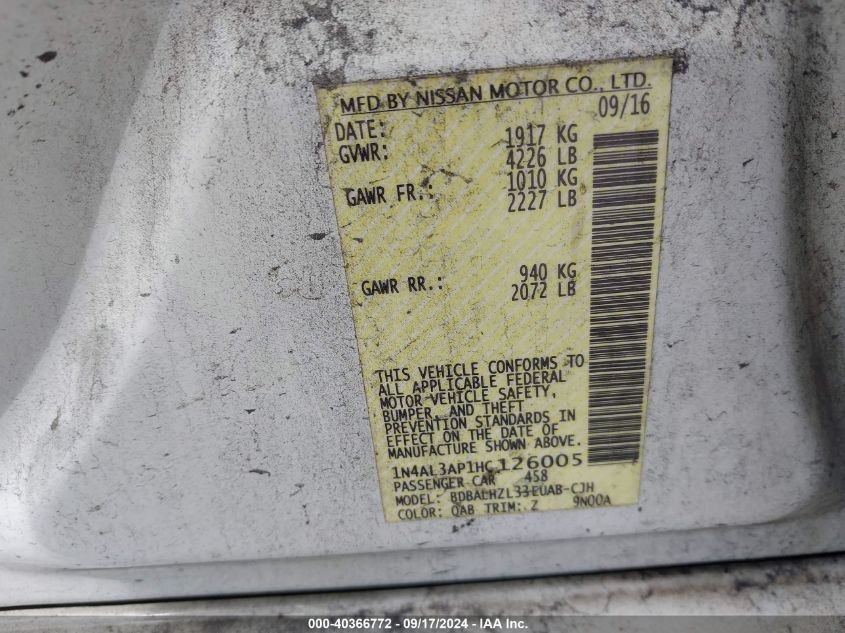 MFD BY NISSAN MOTOR CO., LTD.
DATE: 09/16
GVWR: 1917 KG
4226 LB
GAWR FR.: 1010 KG
2227 LB
GAWR RR.: 940 KG
2072 LB
THIS VEHICLE CONFORMS TO
ALL APPLICABLE FEDERAL
MOTOR VEHICLE SAFETY,
BUMPER, AND THEFT
PREVENTION STANDARDS IN
EFFECT ON THE DATE OF
MANUFACTURE SHOWN ABOVE.
1N4AL3AP1HC126005
PASSENGER CAR 458
MODEL: BDBALHZL33EUAB-CJH
COLOR: QAB TRIM: Z 9NQ0A
000-40366772 - 09/17/2024 - IAA Inc.